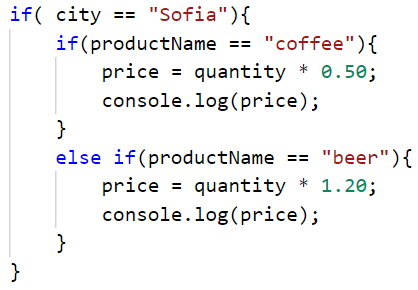 if( city == "Sofia"){
    if(productName == "coffee"){
        price = quantity * 0.50;
        console.log(price);
    }
    else if(productName == "beer"){
        price = quantity * 1.20;
        console.log(price);
    }
}